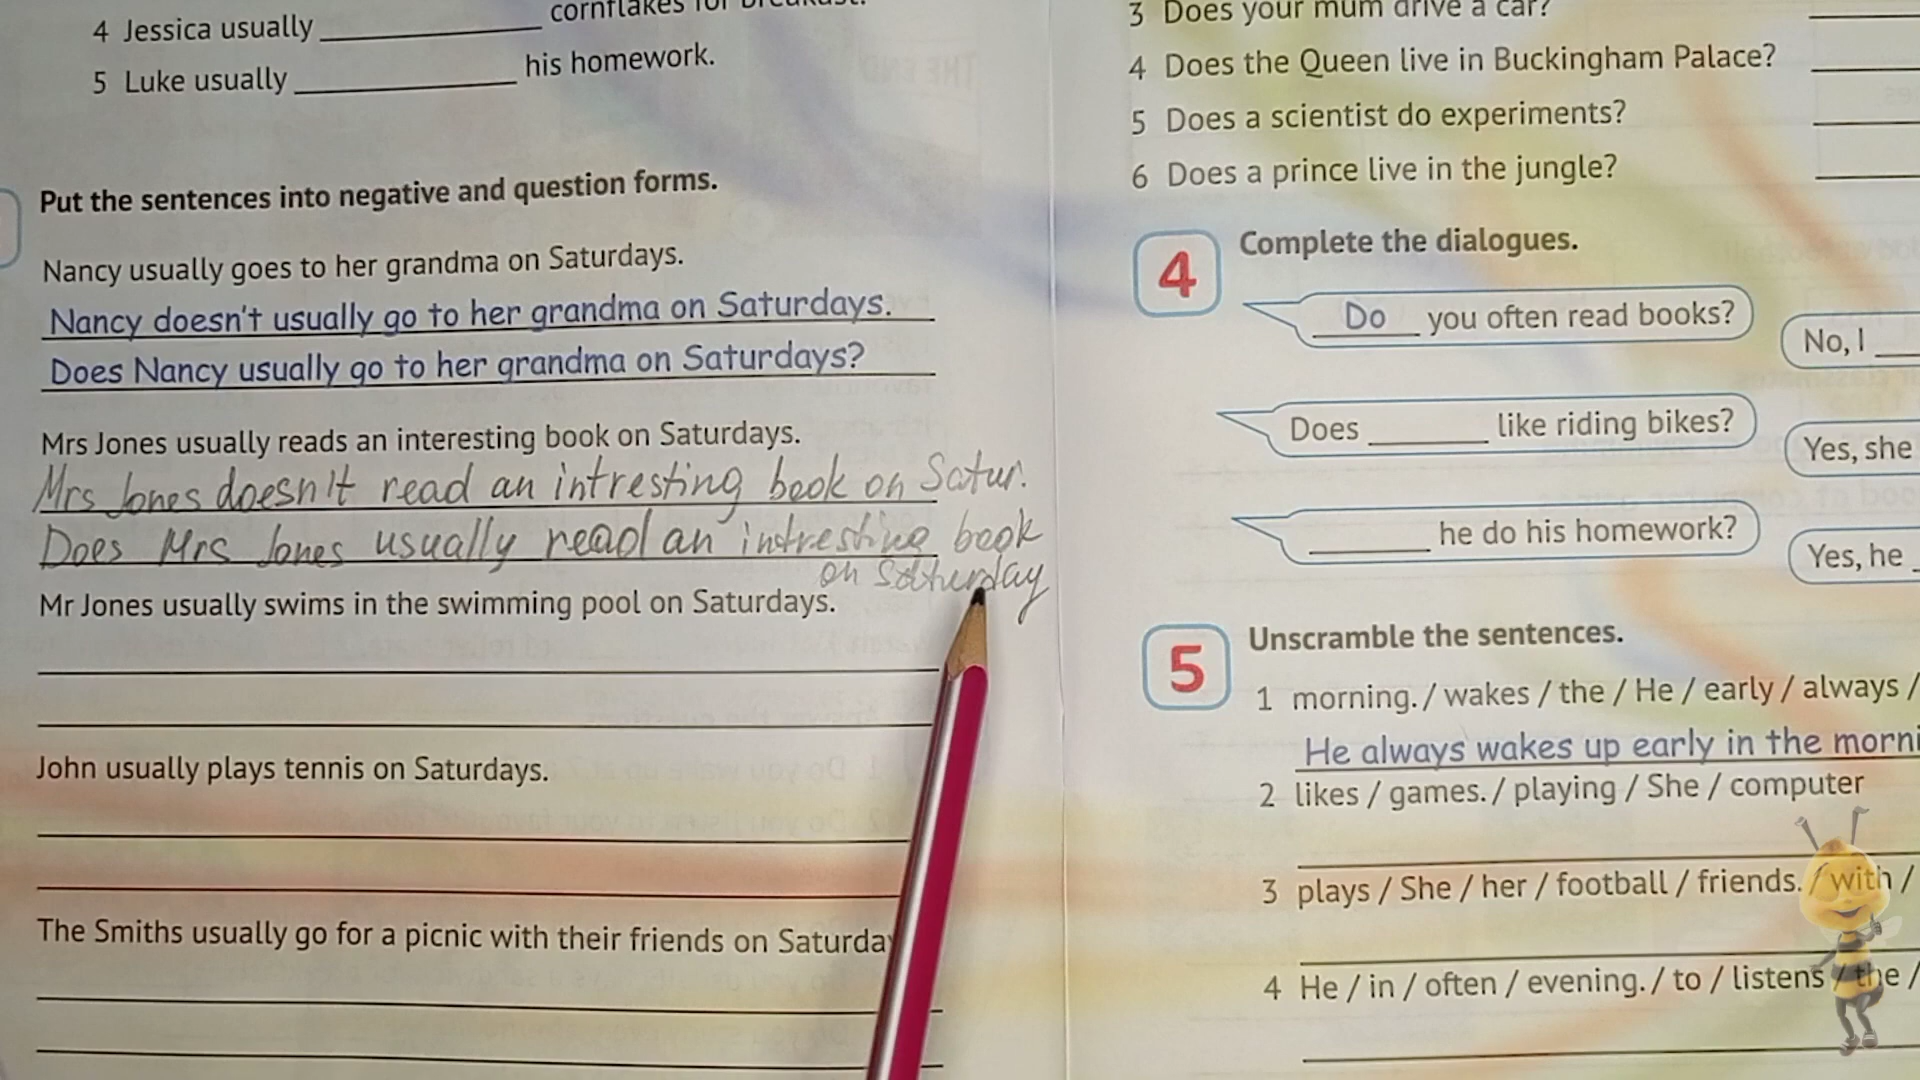 4 Jessica usually ____ cornflakes for breakfast.
5 Luke usually ____ his homework.
Put the sentences into negative and question forms.
Nancy usually goes to her grandma on Saturdays.
Nancy doesn't usually go to her grandma on Saturdays.
Does Nancy usually go to her grandma on Saturdays?
Mrs Jones usually reads an interesting book on Saturdays.
Mrs Jones doesn't read an intresting book on Satur.
Does Mrs Jones usually read an intresting book
on Saturday
Mr Jones usually swims in the swimming pool on Saturdays.
John usually plays tennis on Saturdays.
The Smiths usually go for a picnic with their friends on Saturda
3 Does your mum drive a car?
4 Does the Queen live in Buckingham Palace?
5 Does a scientist do experiments?
6 Does a prince live in the jungle?
4 Complete the dialogues.
Do you often read books?
No, I
Does ____ like riding bikes?
Yes, she
____ he do his homework?
Yes, he
5 Unscramble the sentences.
1 morning. / wakes / the / He / early / always /
He always wakes up early in the morni
2 likes / games. / playing / She / computer
3 plays / She / her / football / friends. / with /
4 He / in / often / evening. / to / listens / the /